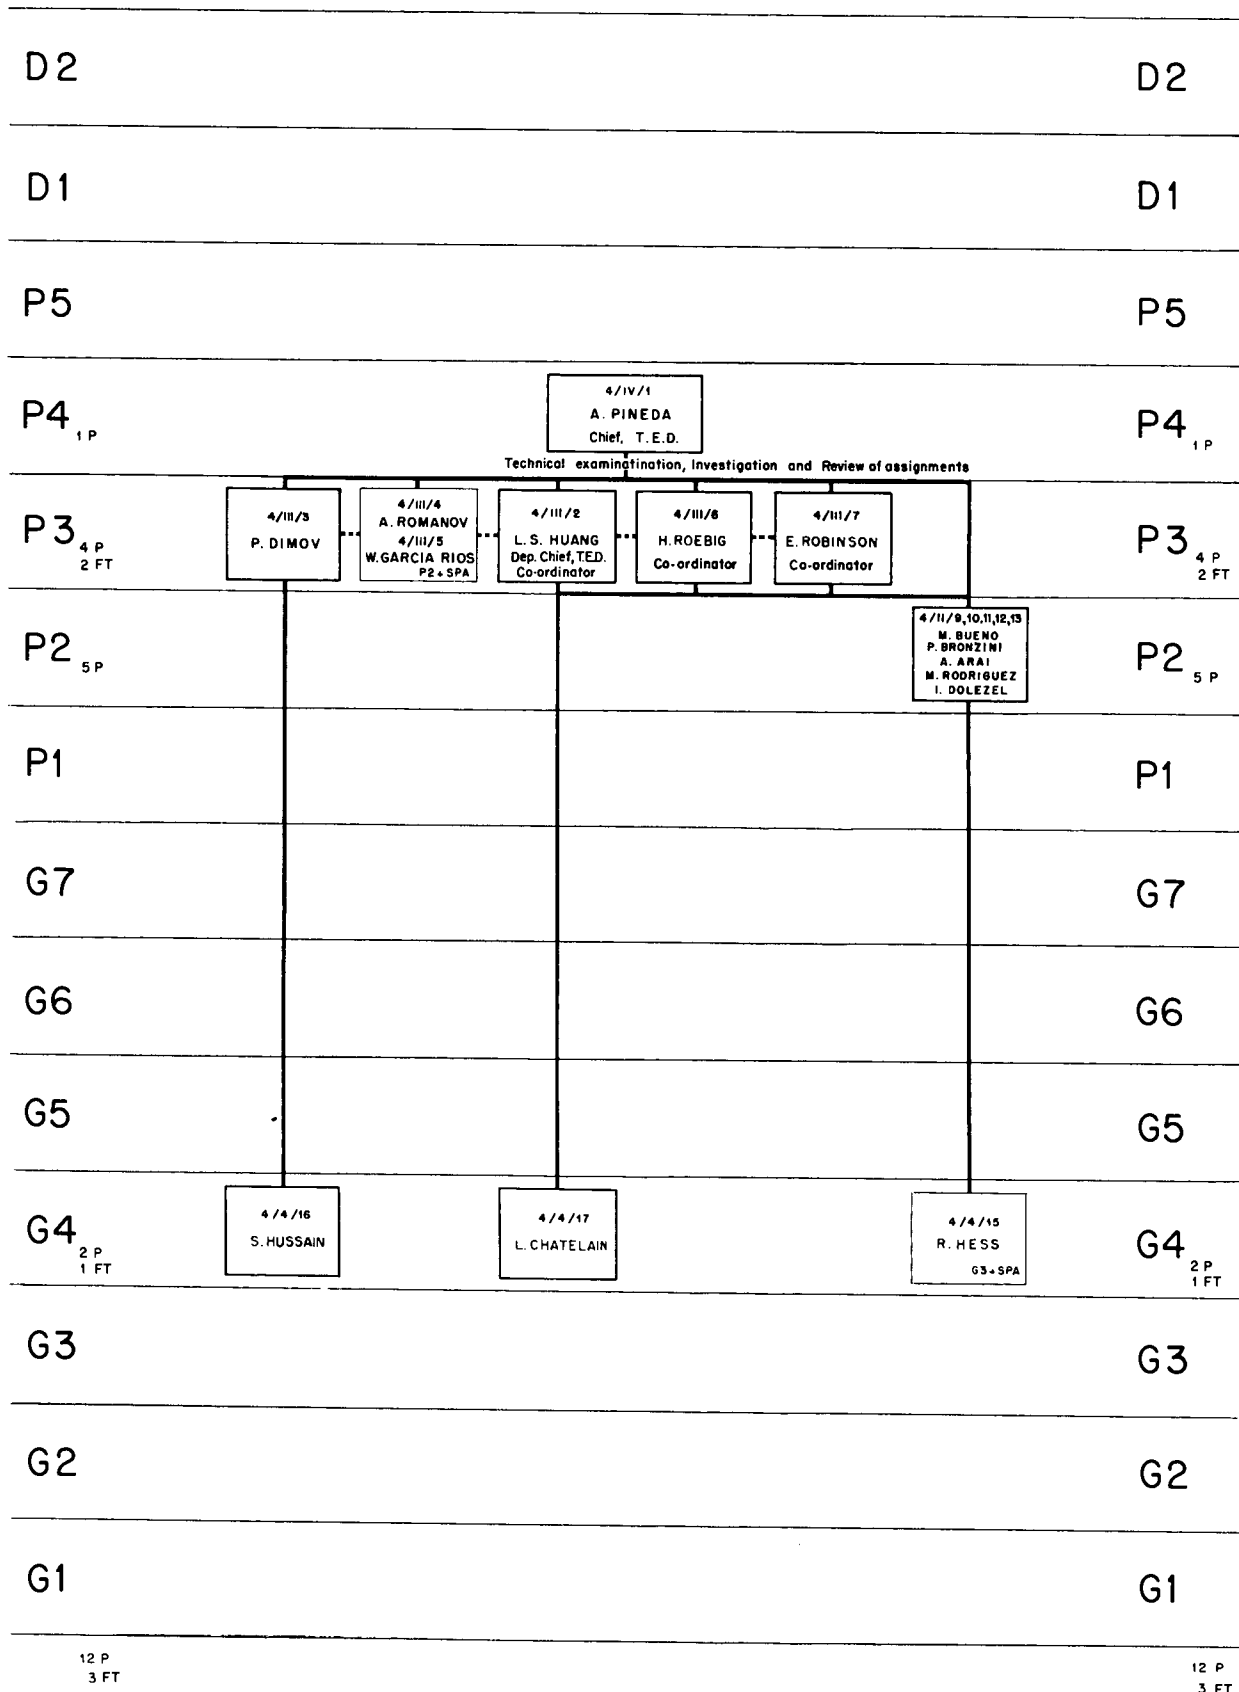 D2
D2
D1
D1
P5
P5
P4 1 P
4/IV/1
A. PINEDA
Chief, T.E.D.
P4 1 P
Technical examinatination, Investigation and Review of assignments
P3 4 P
2 FT
4/III/3
P. DIMOV
4/III/4
A. ROMANOV
4/III/5
W. GARCIA RIOS
P2+SPA
4/III/2
L. S. HUANG
Dep. Chief, T.E.D.
Co-ordinator
4/III/6
H. ROEBIG
Co-ordinator
4/III/7
E. ROBINSON
Co-ordinator
P3 4 P
2 FT
P2 5 P
4/II/9,10,11,12,13
M. BUENO
P. BRONZINI
A. ARAI
M. RODRIGUEZ
I. DOLEZEL
P2 5 P
P1
P1
G7
G7
G6
G6
G5
G5
G4 2 P
1 FT
4/4/16
S. HUSSAIN
4/4/17
L. CHATELAIN
4/4/15
R. HESS
G3+SPA
G4 2 P
1 FT
G3
G3
G2
G2
G1
G1
12 P
3 FT
12 P
3 FT